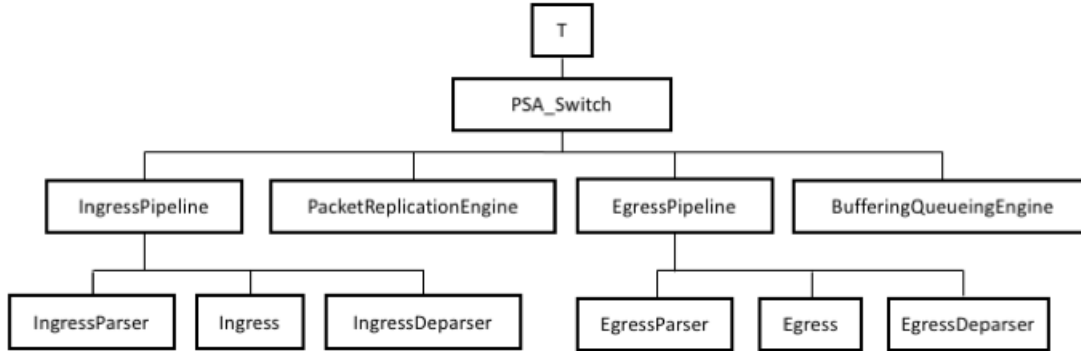 T
PSA_Switch
IngressPipeline
PacketReplicationEngine
EgressPipeline
BufferingQueueingEngine
IngressParser
Ingress
IngressDeparser
EgressParser
Egress
EgressDeparser